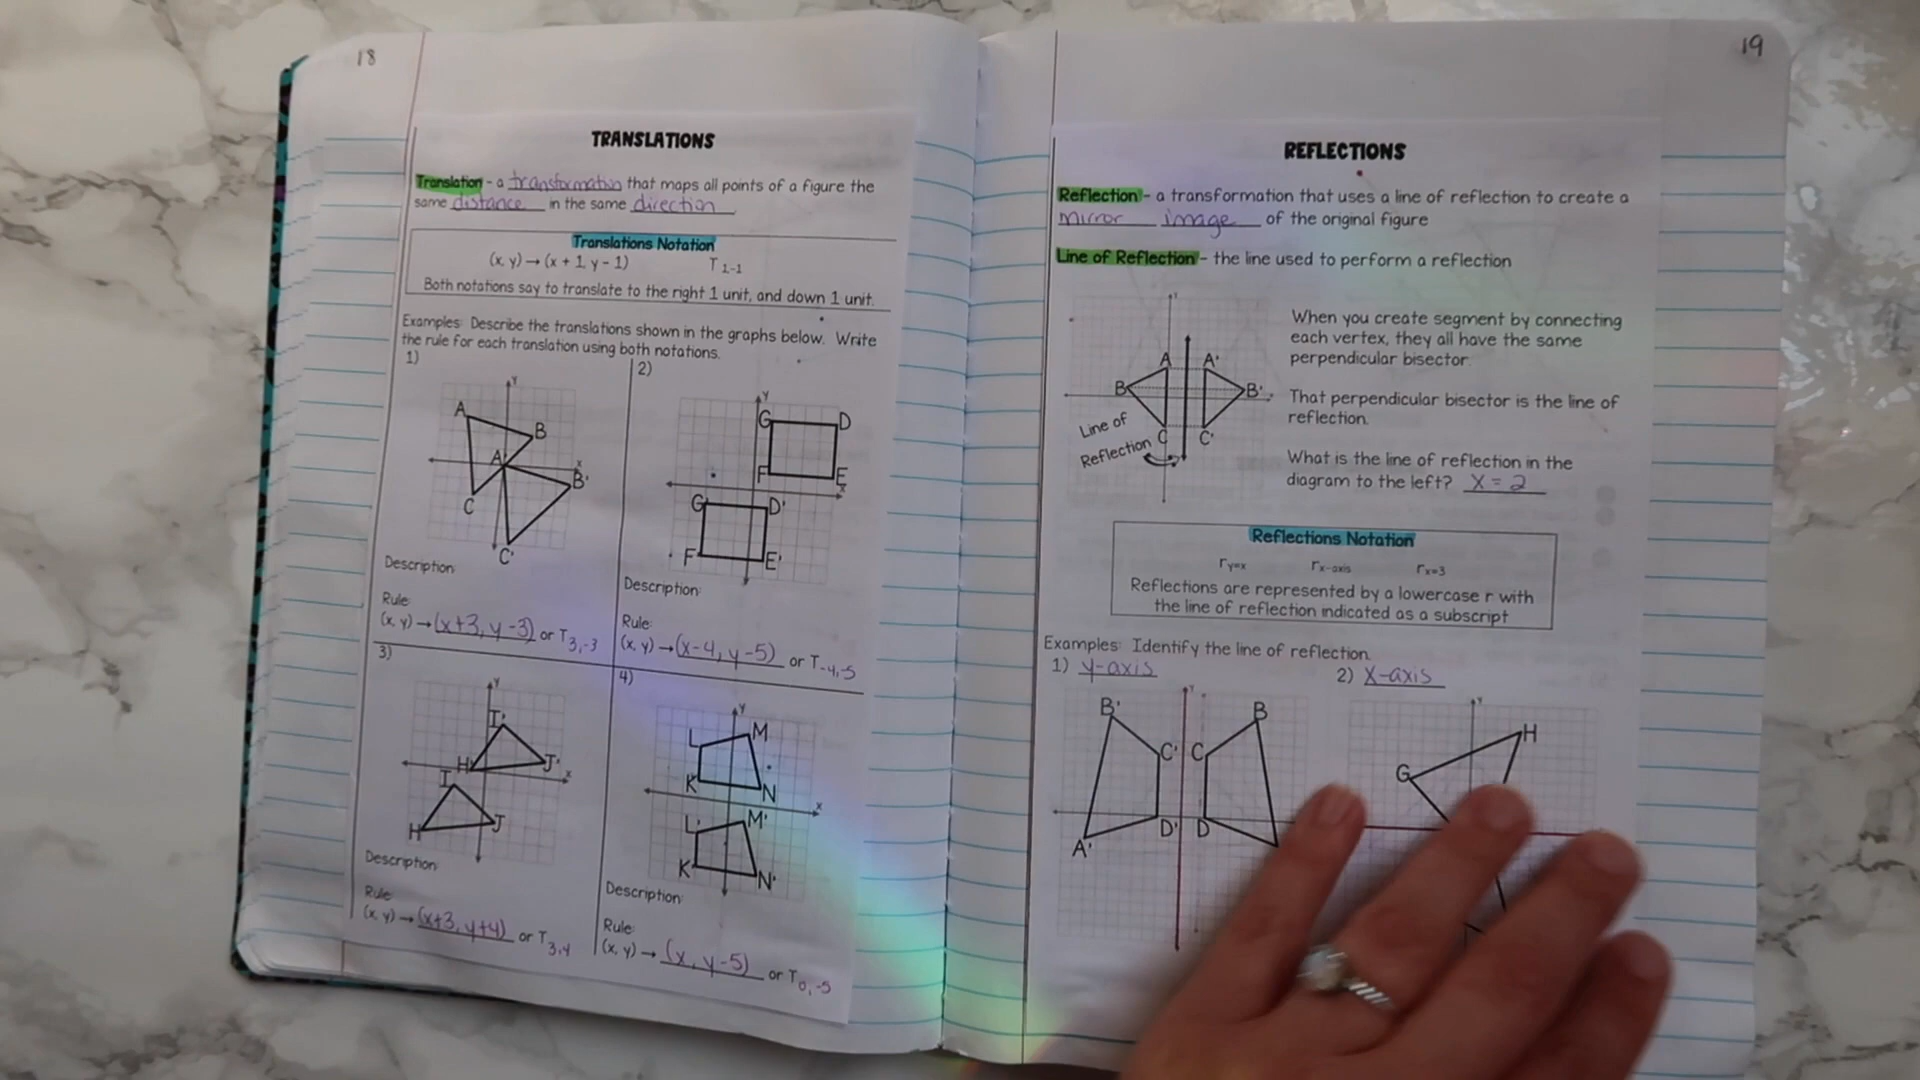 18
TRANSLATIONS
Translation - a transformation that maps all points of a figure the
same distance in the same direction
Translations Notation
(x, y) → (x + 1, y - 1) T 1,-1
Both notations say to translate to the right 1 unit, and down 1 unit.
Examples: Describe the translations shown in the graphs below. Write
the rule for each translation using both notations.
1)
y
A
B
A'
x
B'
C
C'
Description:
Rule:
(x, y) → (x+3, y-3) or T 3,-3
2)
y
G D
F E
x
G' D'
F' E'
Description:
Rule:
(x, y) → (x-4, y-5) or T -4,-5
3)
y
I'
H' J'
x
I
H J
Description:
Rule:
(x, y) → (x+3, y+4) or T 3,4
4)
y
L M
K N
x
L' M'
K' N'
Description:
Rule:
(x, y) → (x, y-5) or T 0,-5
19
REFLECTIONS
Reflection - a transformation that uses a line of reflection to create a
mirror image of the original figure
Line of Reflection - the line used to perform a reflection
y
A A'
B B'
C C'
Line of
Reflection
When you create segment by connecting
each vertex, they all have the same
perpendicular bisector.
That perpendicular bisector is the line of
reflection.
What is the line of reflection in the
diagram to the left? x = 2
Reflections Notation
r y=x r x-axis r x=3
Reflections are represented by a lowercase r with
the line of reflection indicated as a subscript
Examples: Identify the line of reflection.
1) y-axis
y
B' B
C' C
D' D
A'
2) x-axis
y
H
G